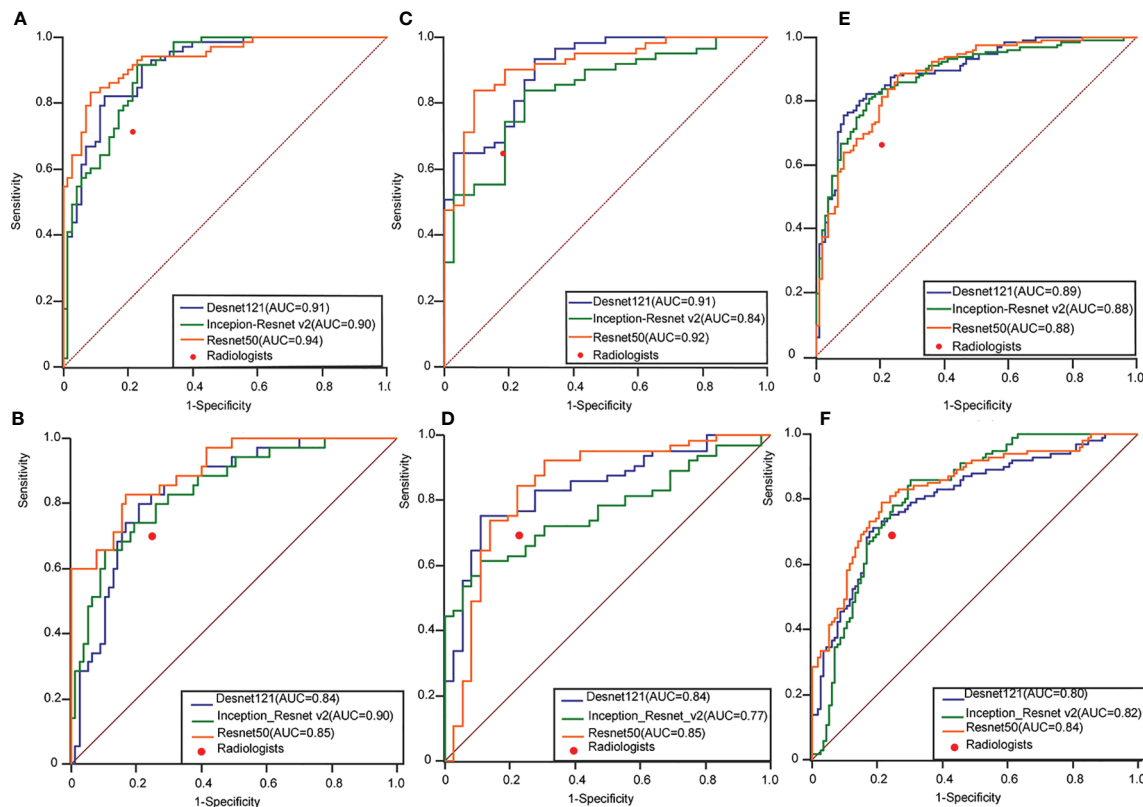 A
1.0
0.8
0.6
0.4
0.2
0
Sensitivity
0
0.2
0.4
0.6
0.8
1.0
1-Specificity
Desnet121(AUC=0.91)
Incepion-Resnet v2(AUC=0.90)
Resnet50(AUC=0.94)
Radiologists
C
1.0
0.8
0.6
0.4
0.2
0
Sensitivity
0
0.2
0.4
0.6
0.8
1.0
1-Specificity
Desnet121(AUC=0.91)
Inception-Resnet v2(AUC=0.84)
Resnet50(AUC=0.92)
Radiologists
E
1.0
0.8
0.6
0.4
0.2
0
Sensitivity
0
0.2
0.4
0.6
0.8
1.0
1-Specificity
Desnet121(AUC=0.89)
Inception-Resnet v2(AUC=0.88)
Resnet50(AUC=0.88)
Radiologists
B
1.0
0.8
0.6
0.4
0.2
0
Sensitivity
0
0.2
0.4
0.6
0.8
1.0
1-Specificity
Desnet121(AUC=0.84)
Inception_Resnet v2(AUC=0.90)
Resnet50(AUC=0.85)
Radiologists
D
1.0
0.8
0.6
0.4
0.2
0
Sensitivity
0
0.2
0.4
0.6
0.8
1.0
1-Specificity
Desnet121(AUC=0.84)
Inception_Resnet_v2(AUC=0.77)
Resnet50(AUC=0.85)
Radiologists
F
1.0
0.8
0.6
0.4
0.2
0
Sensitivity
0
0.2
0.4
0.6
0.8
1.0
1-Specificity
Desnet121(AUC=0.80)
Inception_Resnet v2(AUC=0.82)
Resnet50(AUC=0.84)
Radiologists